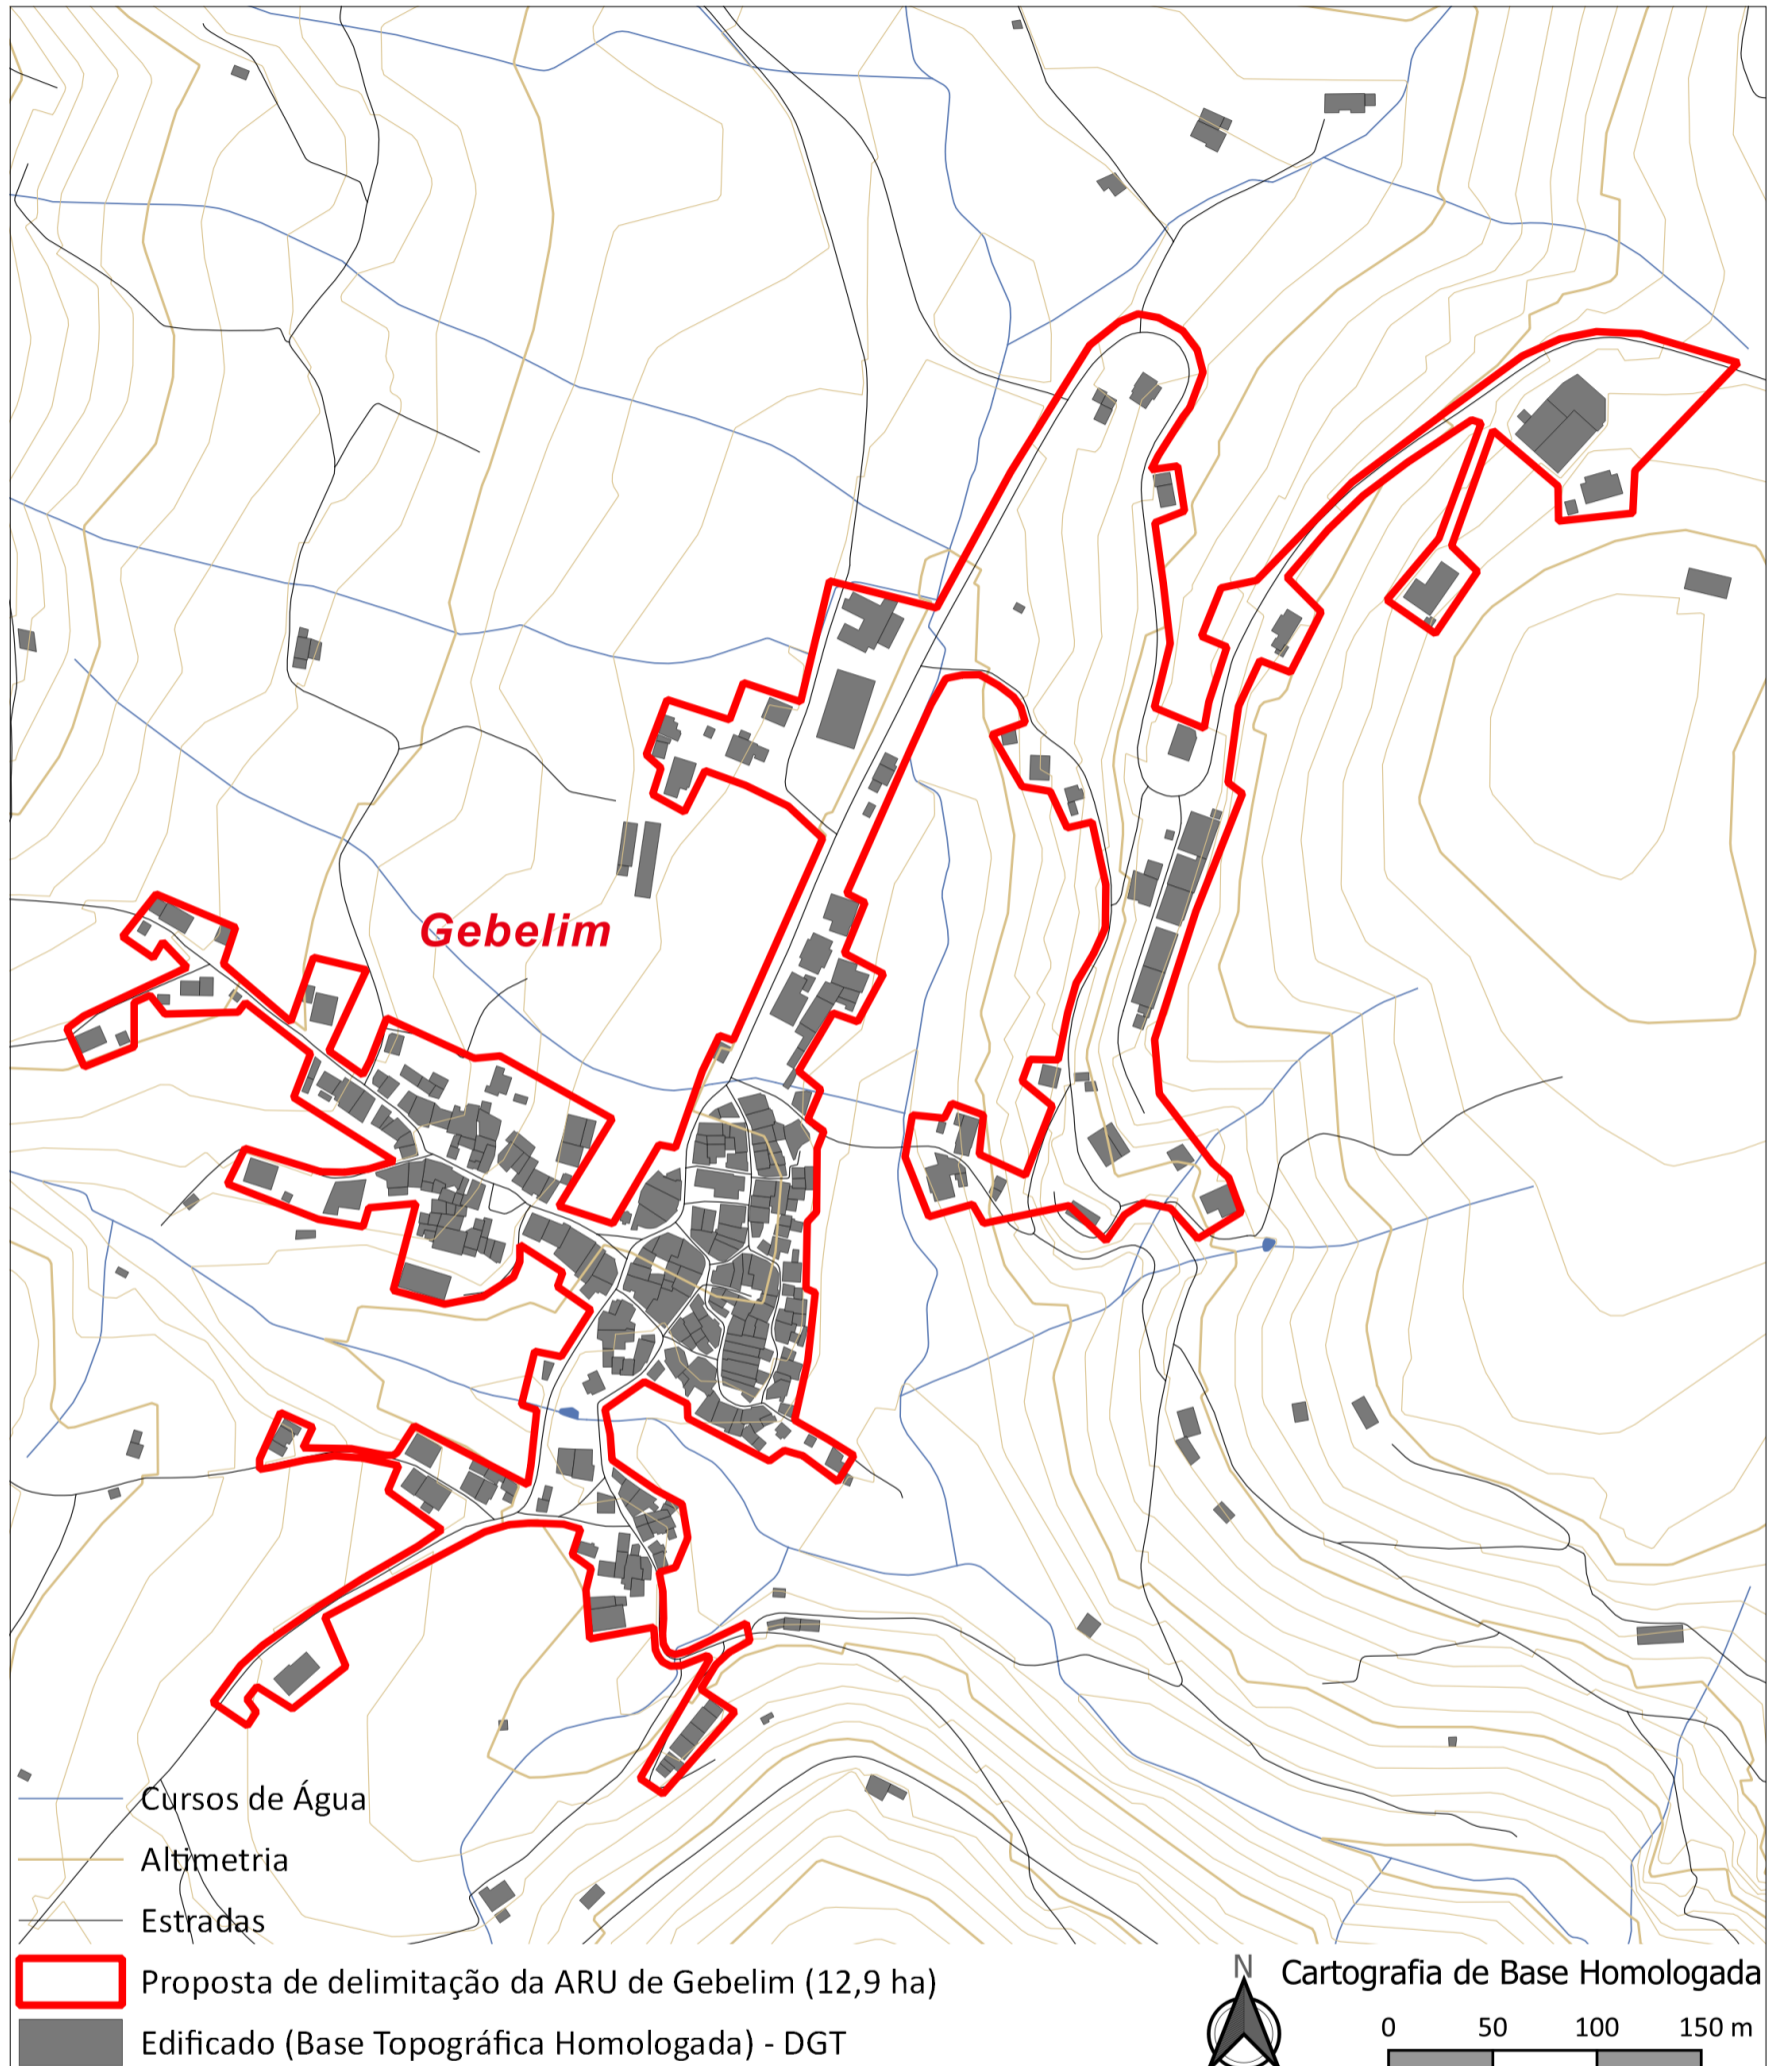 Gebelim
Cursos de Água
Altimetria
Estradas
Proposta de delimitação da ARU de Gebelim (12,9 ha)
Edificado (Base Topográfica Homologada) - DGT
N
Cartografia de Base Homologada
0 50 100 150 m